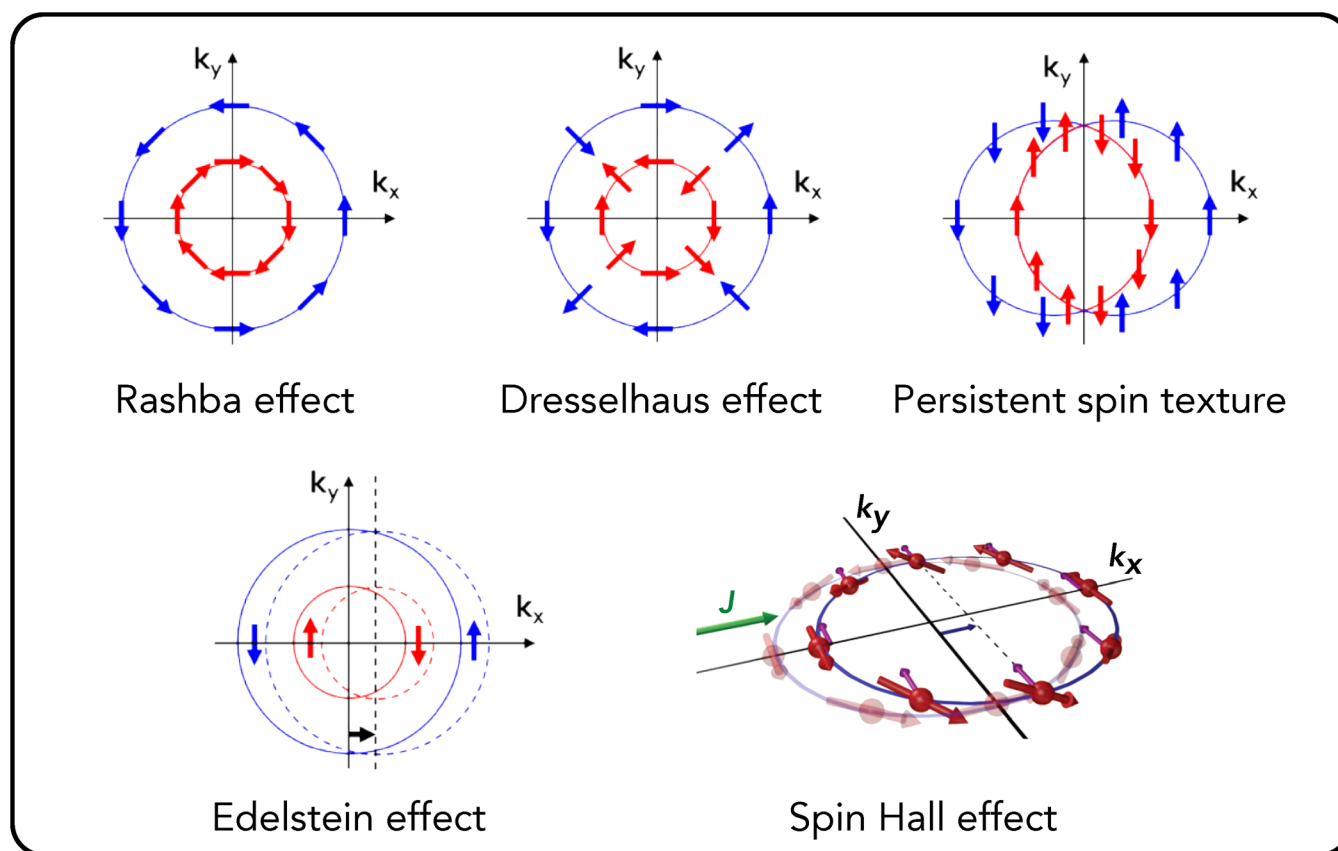 ky
kx
ky
kx
ky
kx
Rashba effect
Dresselhaus effect
Persistent spin texture
ky
kx
ky
kx
J
Edelstein effect
Spin Hall effect